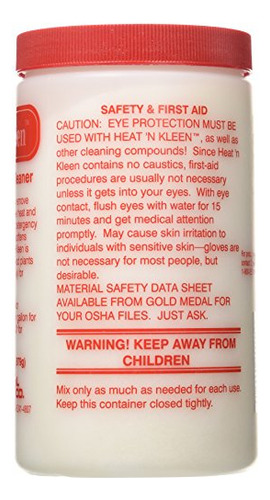 een™
SAFETY & FIRST AID
CAUTION: EYE PROTECTION MUST BE
USED WITH HEAT 'N KLEEN™, as well as
other cleaning compounds! Since Heat 'n
Kleen contains no caustics, first-aid
procedures are usually not necessary
unless it gets into your eyes. With eye
contact, flush eyes with water for 15
minutes and get medical attention
promptly. May cause skin irritation to
individuals with sensitive skin—gloves are
not necessary for most people, but
desirable.
MATERIAL SAFETY DATA SHEET
AVAILABLE FROM GOLD MEDAL FOR
YOUR OSHA FILES. JUST ASK.
WARNING! KEEP AWAY FROM
CHILDREN
Mix only as much as needed for each use.
Keep this container closed tightly.